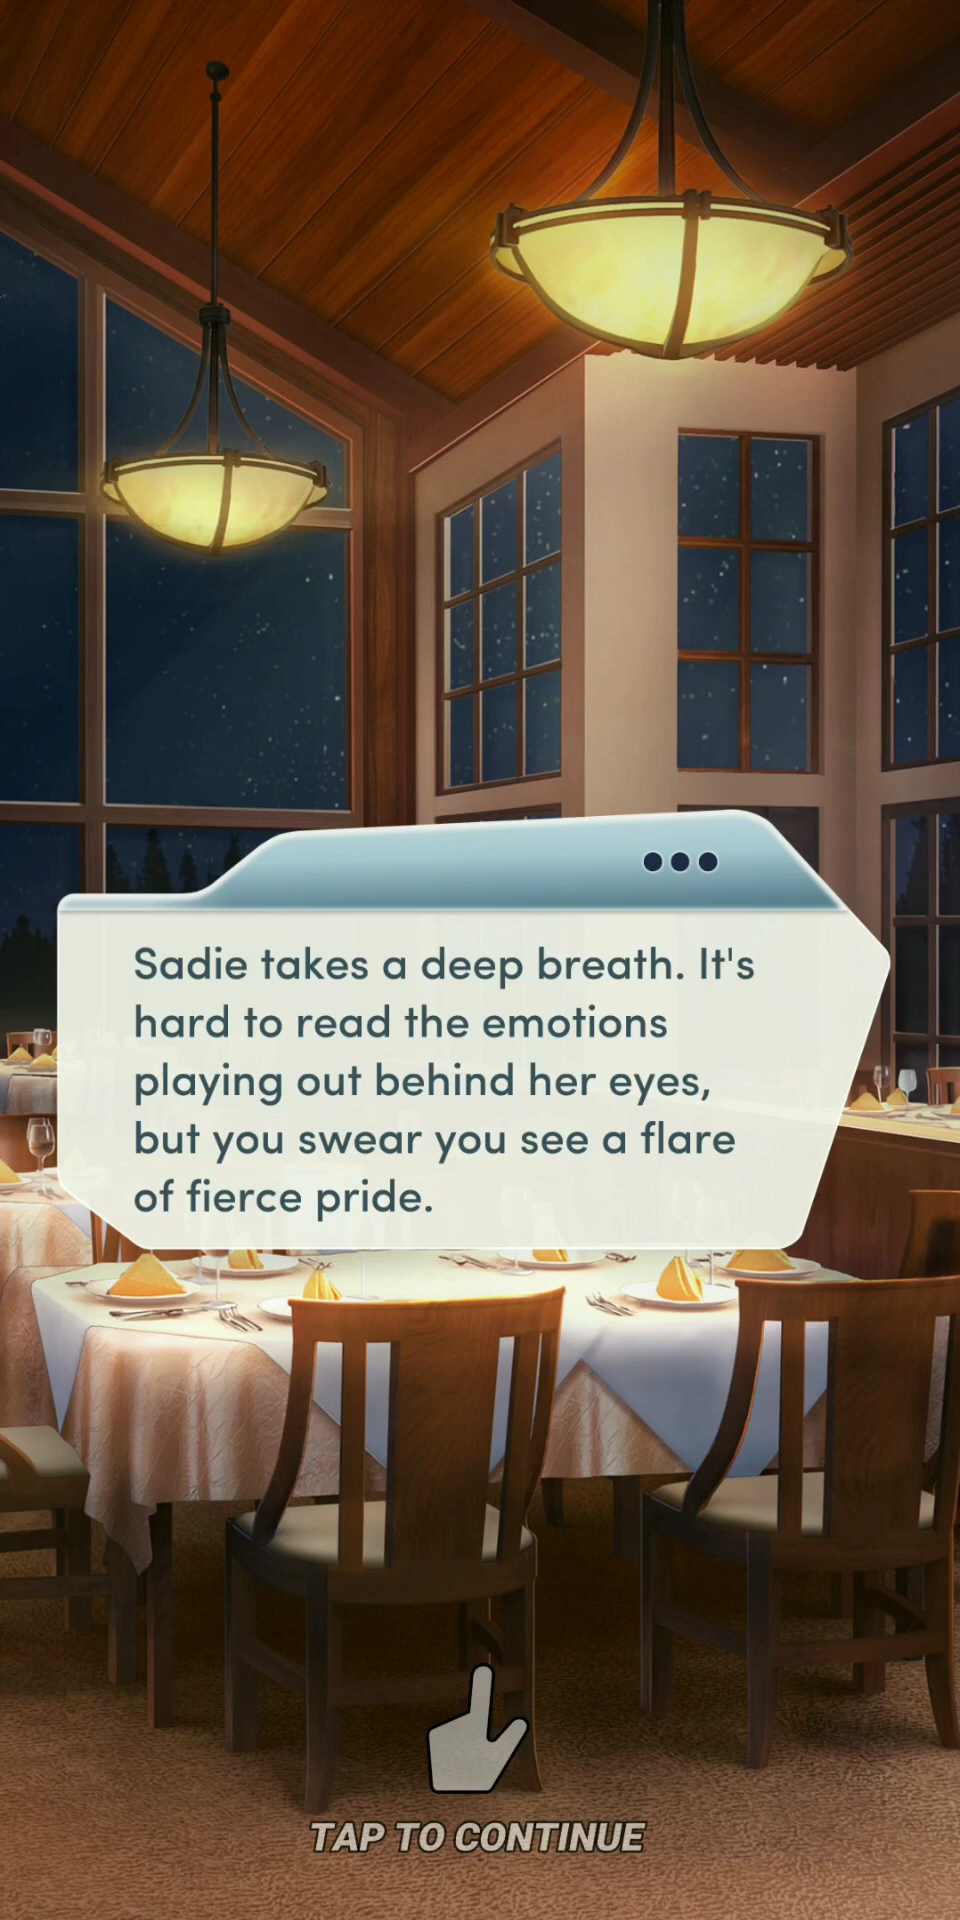 Sadie takes a deep breath. It's
hard to read the emotions
playing out behind her eyes,
but you swear you see a flare
of fierce pride.
TAP TO CONTINUE